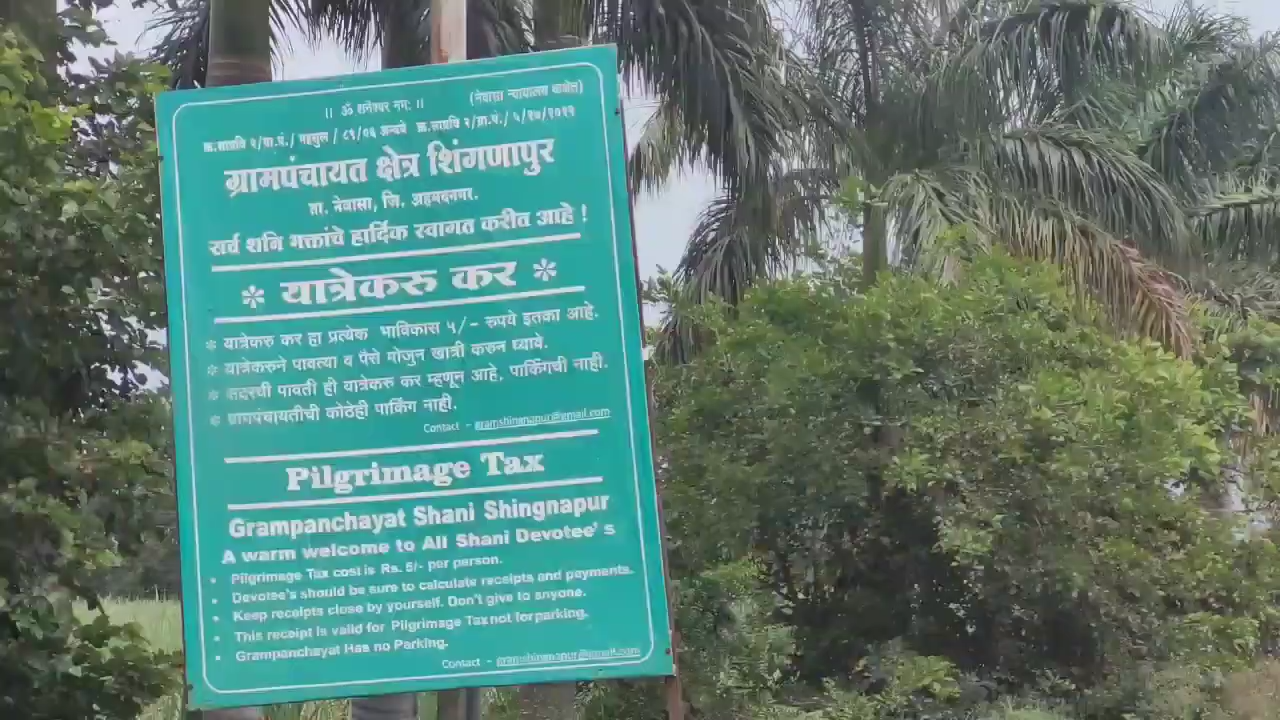 ।। ॐ शनेश्वर नमः ।।
(नेवासा न्यायालय बाबोल)
ग्रामपंचायत क्षेत्र शिंगणापुर
ता. नेवासा, जि. अहमदनगर.
सर्व शनि भक्तांचे हार्दिक स्वागत करीत आहे !
* यात्रेकरु कर *
* यात्रेकरु कर हा प्रत्येक भाविकास ५/- रुपये इतका आहे.
* यात्रेकरुने पावत्या व पैसे मोजुन खात्री करुन घ्यावे.
* सदरची पावती ही यात्रेकरु कर म्हणून आहे, पार्किंगची नाही.
* ग्रामपंचायतीची कोठेही पार्किंग नाही.
Contact - gramshingnapur@gmail.com
Pilgrimage Tax
Grampanchayat Shani Shingnapur
A warm welcome to All Shani Devotee's
• Pilgrimage Tax cost is Rs. 5/- per person.
• Devotee's should be sure to calculate receipts and payments.
• Keep receipts close by yourself. Don't give to anyone.
• This receipt is valid for Pilgrimage Tax not for parking.
• Grampanchayat Has no Parking.
Contact - gramshingnapur@gmail.com